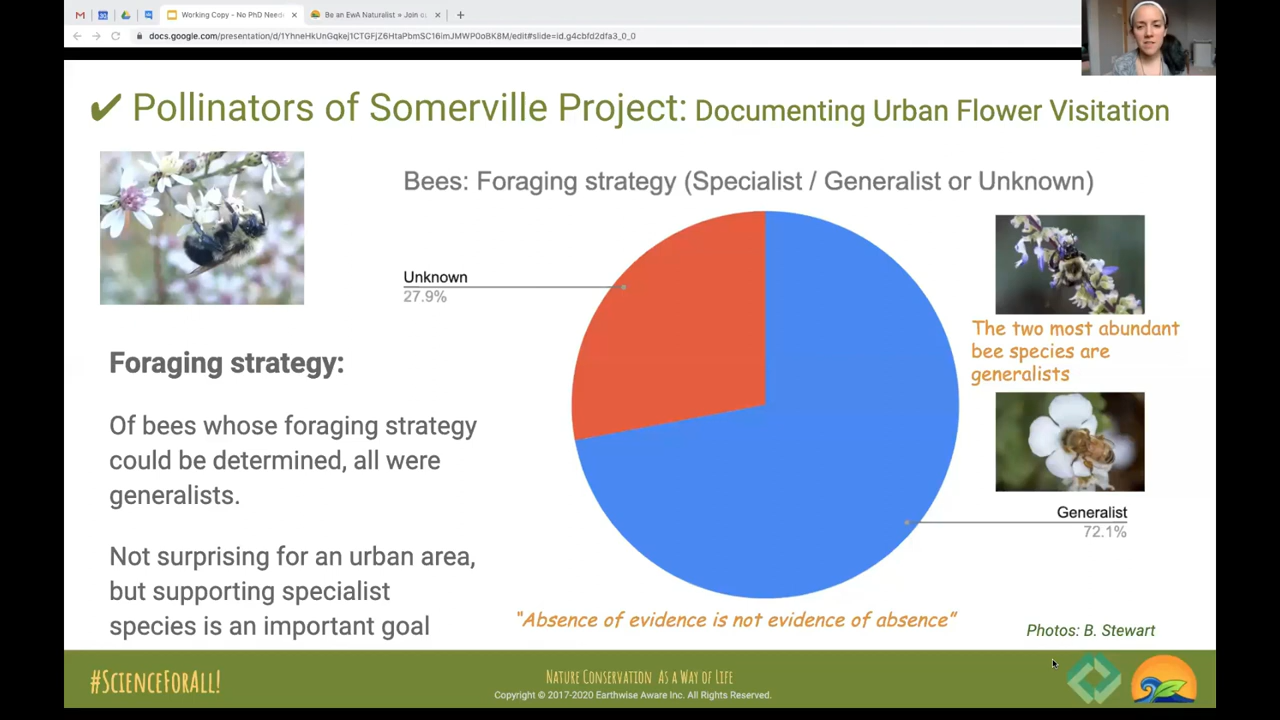 Working Copy - No PhD Need
Be an EwA Naturalist » Join o
docs.google.com/presentation/d/1YhneHkUnGqkej1CTGFjZ6HtaPbmSC16imJMWP0oBK8M/edit#slide=id.g4cbfd2dfa3_0_0
✔ Pollinators of Somerville Project: Documenting Urban Flower Visitation
Bees: Foraging strategy (Specialist / Generalist or Unknown)
Unknown
27.9%
The two most abundant
bee species are
generalists
Foraging strategy:
Of bees whose foraging strategy
could be determined, all were
generalists.
Generalist
72.1%
Not surprising for an urban area,
but supporting specialist
species is an important goal
"Absence of evidence is not evidence of absence"
Photos: B. Stewart
#ScienceForAll!
Nature Conservation As a Way of Life
Copyright © 2017-2020 Earthwise Aware Inc. All Rights Reserved.